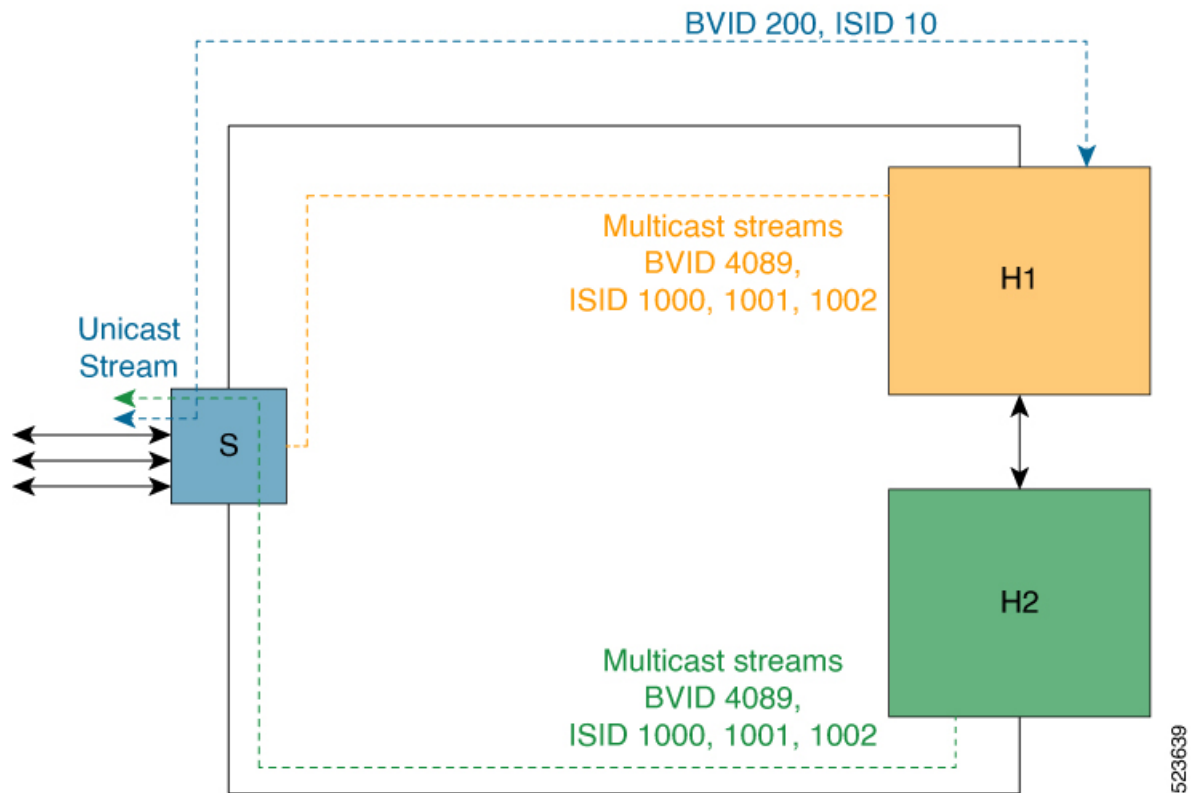 BVID 200, ISID 10
Multicast streams
BVID 4089,
ISID 1000, 1001, 1002
H1
Unicast
Stream
S
H2
Multicast streams
BVID 4089,
ISID 1000, 1001, 1002
523639